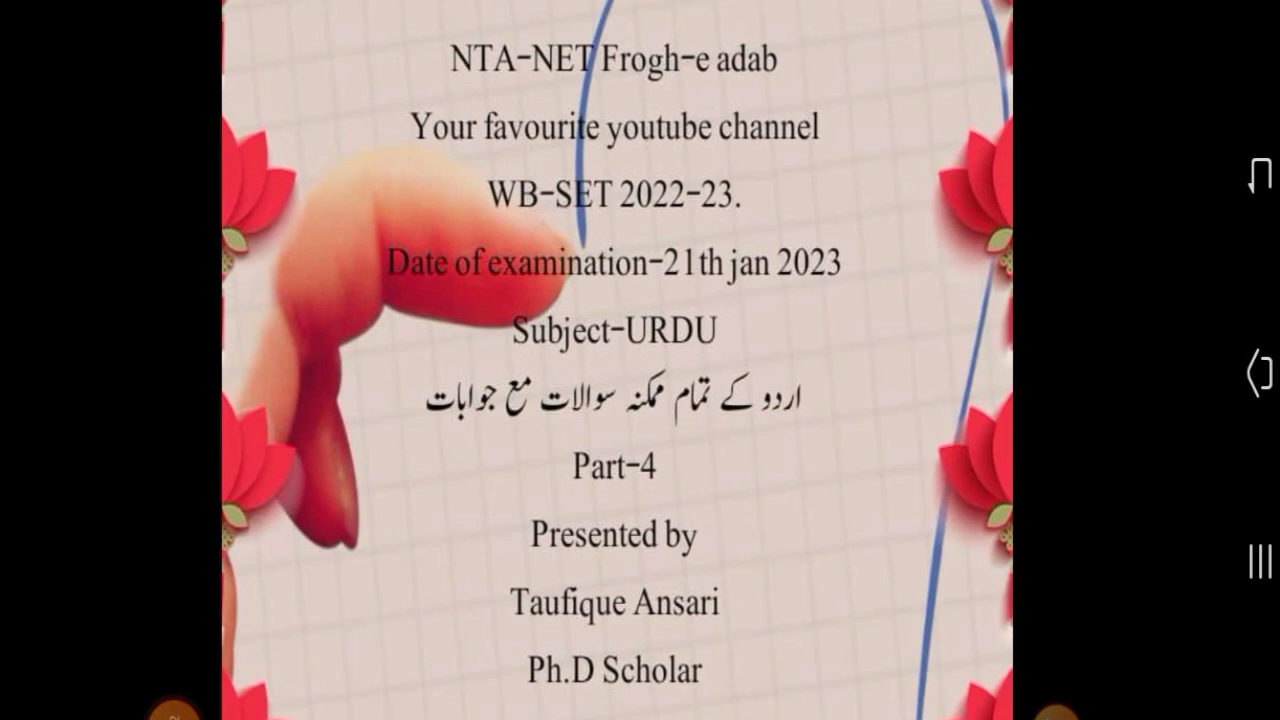 NTA-NET Frogh-e adab
Your favourite youtube channel
WB-SET 2022-23.
Date of examination-21th jan 2023
Subject-URDU
اردو کے تمام ممکنہ سوالات مع جوابات
Part-4
Presented by
Taufique Ansari
Ph.D Scholar